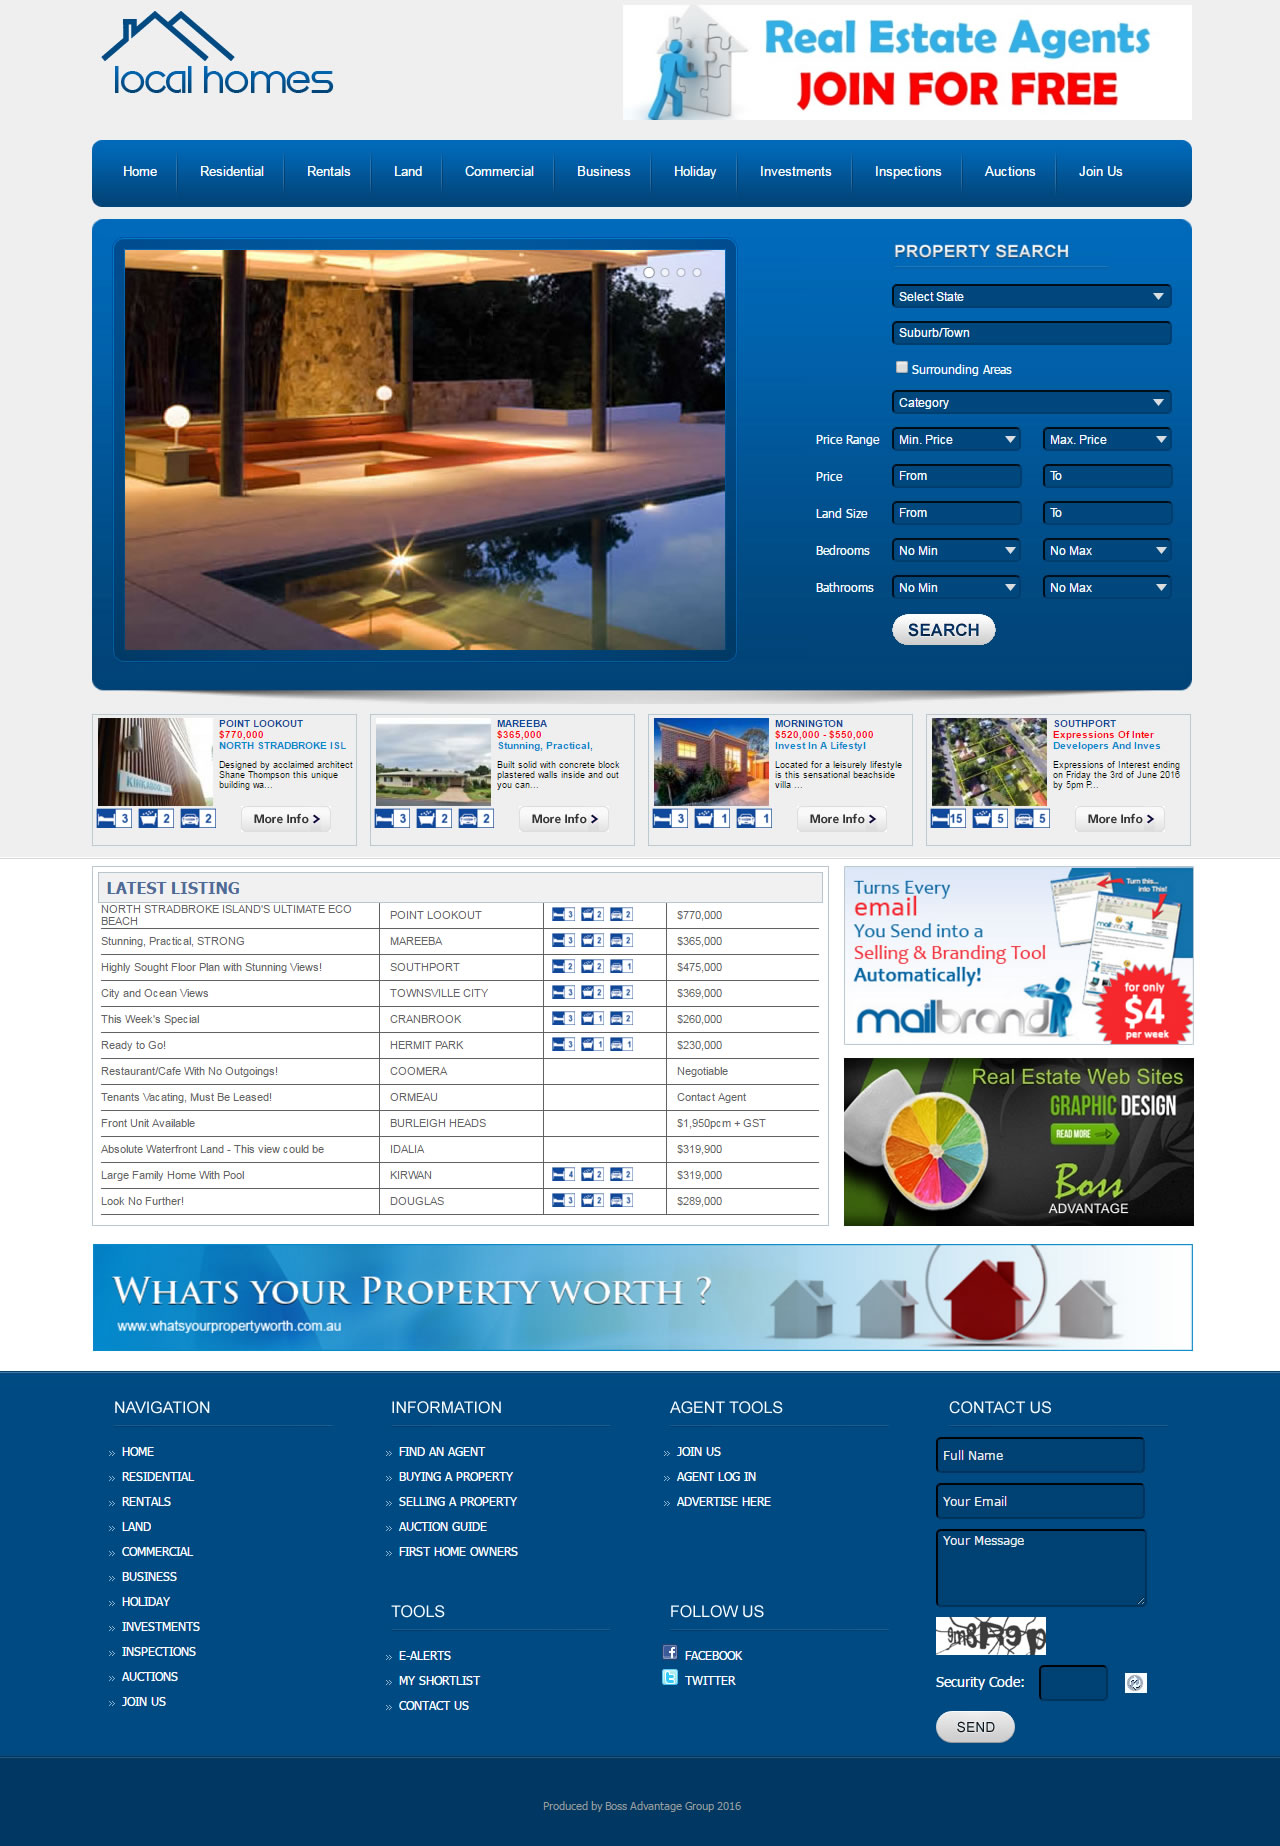 local homes
Real Estate Agents
JOIN FOR FREE
Home Residential Rentals Land Commercial Business Holiday Investments Inspections Auctions Join Us
PROPERTY SEARCH
Select State
Suburb/Town
Surrounding Areas
Category
Price Range Min. Price Max. Price
Price From To
Land Size From To
Bedrooms No Min No Max
Bathrooms No Min No Max
SEARCH
POINT LOOKOUT
$770,000
NORTH STRADBROKE ISL
Designed by acclaimed architect
Shane Thompson this unique
building wa...
3 2 2 More Info
MAREEBA
$365,000
Stunning, Practical,
Built solid with concrete block
plastered walls inside and out
you can...
3 2 2 More Info
MORNINGTON
$520,000 - $550,000
Invest In A Lifestyl
Located for a leisurely lifestyle
is this sensational beachside
villa ...
3 1 1 More Info
SOUTHPORT
Expressions Of Inter
Developers And Inves
Expressions of Interest ending
on Friday the 3rd of June 2016
by 5pm P...
15 5 5 More Info
LATEST LISTING
NORTH STRADBROKE ISLAND'S ULTIMATE ECO
BEACH
POINT LOOKOUT 3 2 2 $770,000
Stunning, Practical, STRONG MAREEBA 3 2 2 $365,000
Highly Sought Floor Plan with Stunning Views! SOUTHPORT 2 2 1 $475,000
City and Ocean Views TOWNSVILLE CITY 3 2 2 $369,000
This Week's Special CRANBROOK 3 1 2 $260,000
Ready to Go! HERMIT PARK 3 1 1 $230,000
Restaurant/Cafe With No Outgoings! COOMERA Negotiable
Tenants Vacating, Must Be Leased! ORMEAU Contact Agent
Front Unit Available BURLEIGH HEADS $1,950pcm + GST
Absolute Waterfront Land - This view could be IDALIA $319,900
Large Family Home With Pool KIRWAN 4 2 2 $319,000
Look No Further! DOUGLAS 3 2 3 $289,000
Turns Every
email
You Send into a
Selling & Branding Tool
Automatically!
mailbrand
Turn this...
into This!
for only
$4
per week
Real Estate Web Sites
GRAPHIC DESIGN
READ MORE
Boss
ADVANTAGE
WHATS YOUR PROPERTY WORTH ?
www.whatsyourpropertyworth.com.au
NAVIGATION
HOME
RESIDENTIAL
RENTALS
LAND
COMMERCIAL
BUSINESS
HOLIDAY
INVESTMENTS
INSPECTIONS
AUCTIONS
JOIN US
INFORMATION
FIND AN AGENT
BUYING A PROPERTY
SELLING A PROPERTY
AUCTION GUIDE
FIRST HOME OWNERS
TOOLS
E-ALERTS
MY SHORTLIST
CONTACT US
AGENT TOOLS
JOIN US
AGENT LOG IN
ADVERTISE HERE
FOLLOW US
FACEBOOK
TWITTER
CONTACT US
Full Name
Your Email
Your Message
Security Code:
SEND
Produced by Boss Advantage Group 2016